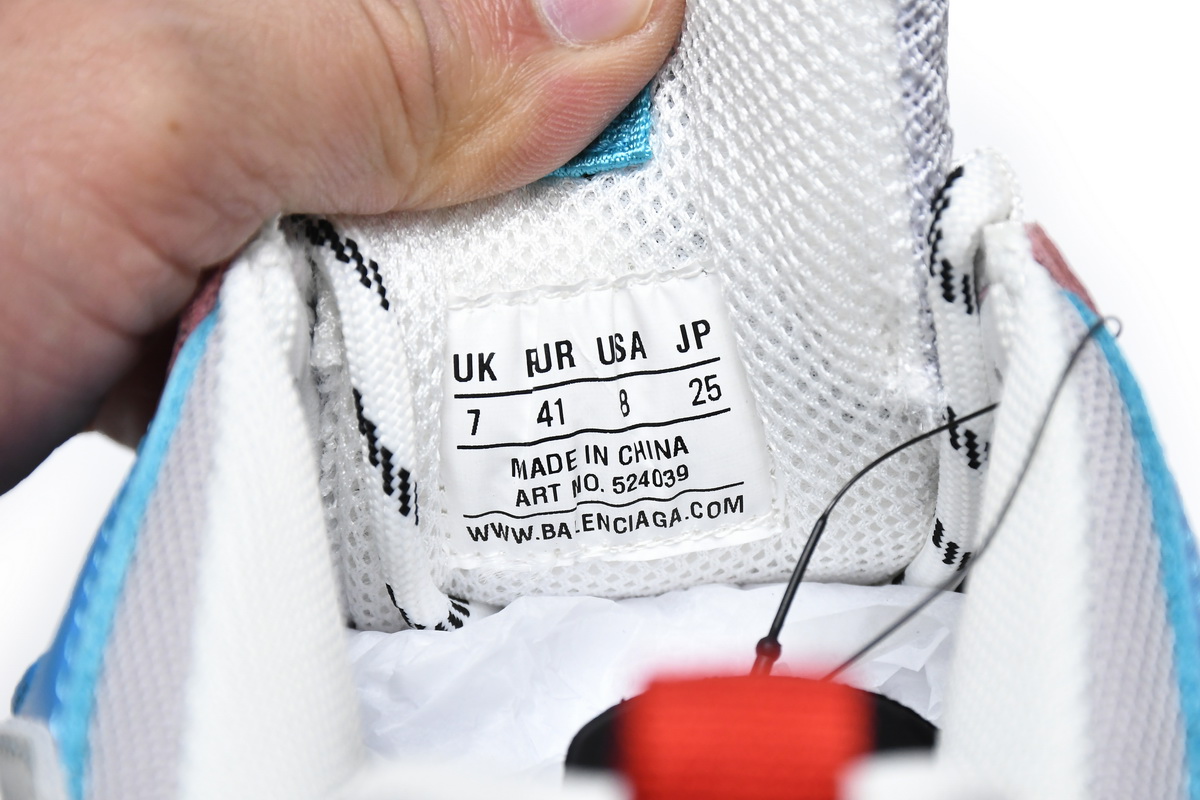 UK EUR USA JP
7 41 8 25
MADE IN CHINA
ART NO. 524039
WWW.BALENCIAGA.COM